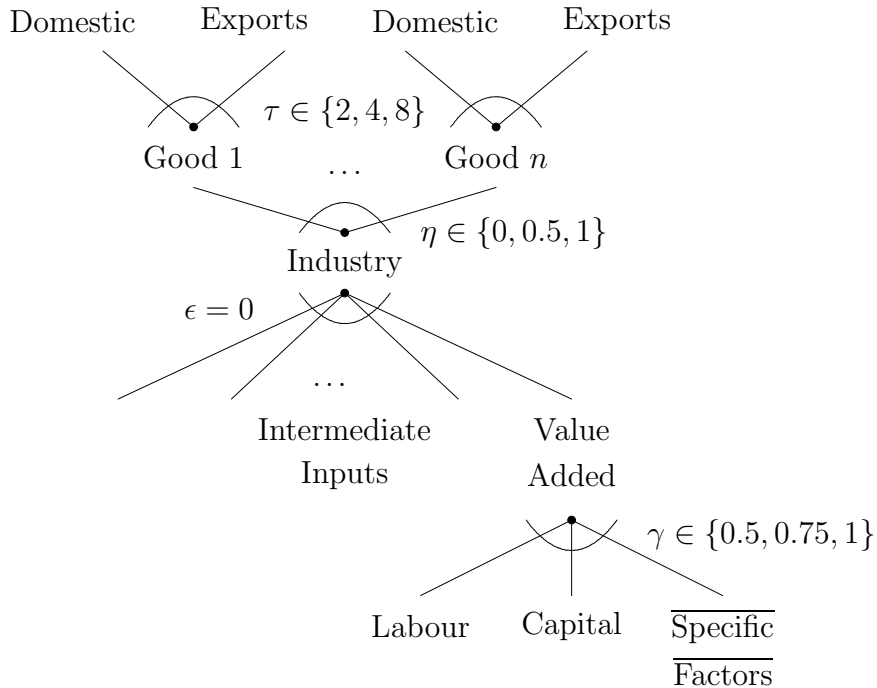 Domestic Exports Domestic Exports
τ ∈ {2, 4, 8}
Good 1 ... Good n
η ∈ {0, 0.5, 1}
Industry
ϵ = 0
...
Intermediate Value
Inputs Added
γ ∈ {0.5, 0.75, 1}
Labour Capital Specific
Factors